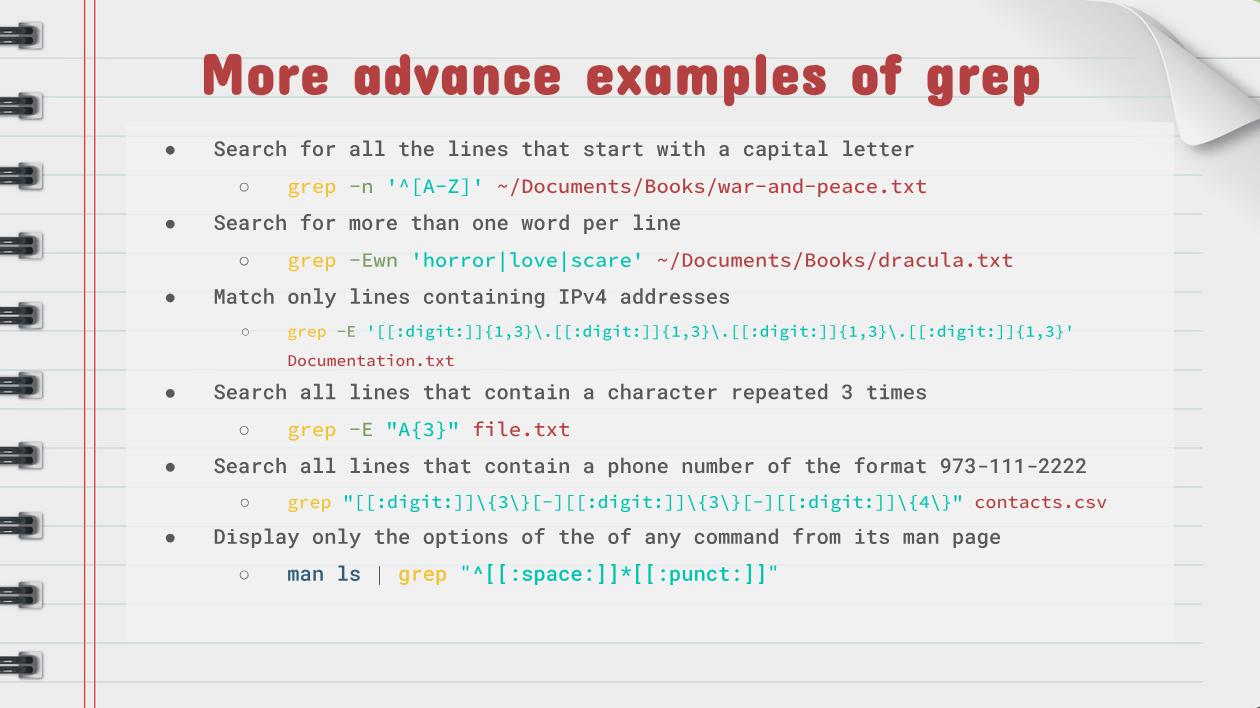 More advance examples of grep
● Search for all the lines that start with a capital letter
○ grep -n '^[A-Z]' ~/Documents/Books/war-and-peace.txt
● Search for more than one word per line
○ grep -Ewn 'horror|love|scare' ~/Documents/Books/dracula.txt
● Match only lines containing IPv4 addresses
○ grep -E '[[:digit:]]{1,3}\.[[:digit:]]{1,3}\.[[:digit:]]{1,3}\.[[:digit:]]{1,3}'
Documentation.txt
● Search all lines that contain a character repeated 3 times
○ grep -E "A{3}" file.txt
● Search all lines that contain a phone number of the format 973-111-2222
○ grep "[[:digit:]]\{3\}[-][[:digit:]]\{3\}[-][[:digit:]]\{4\}" contacts.csv
● Display only the options of the of any command from its man page
○ man ls | grep "^[[:space:]]*[[:punct:]]"